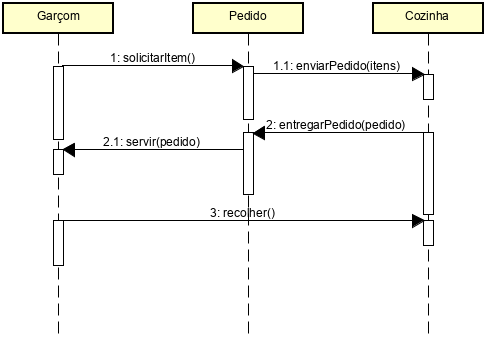 Garçom
Pedido
Cozinha
1: solicitarItem()
1.1: enviarPedido(itens)
2: entregarPedido(pedido)
2.1: servir(pedido)
3: recolher()